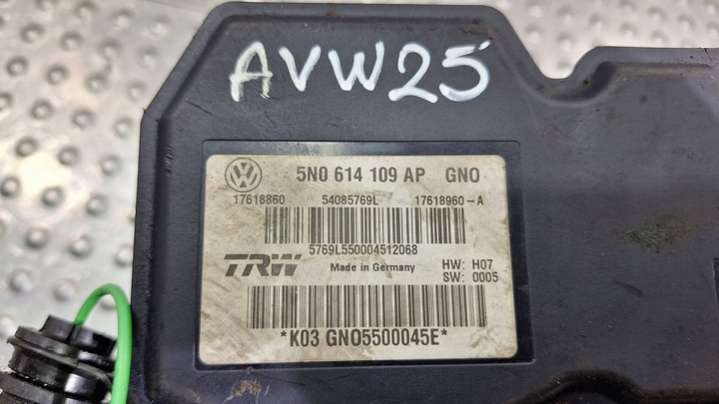 AVW25
5N0 614 109 AP GNO
17618860 54085769L 17618960-A
5769L550004512068
TRW Made in Germany HW: H07
SW: 0005
*K03 GNO5500045E*